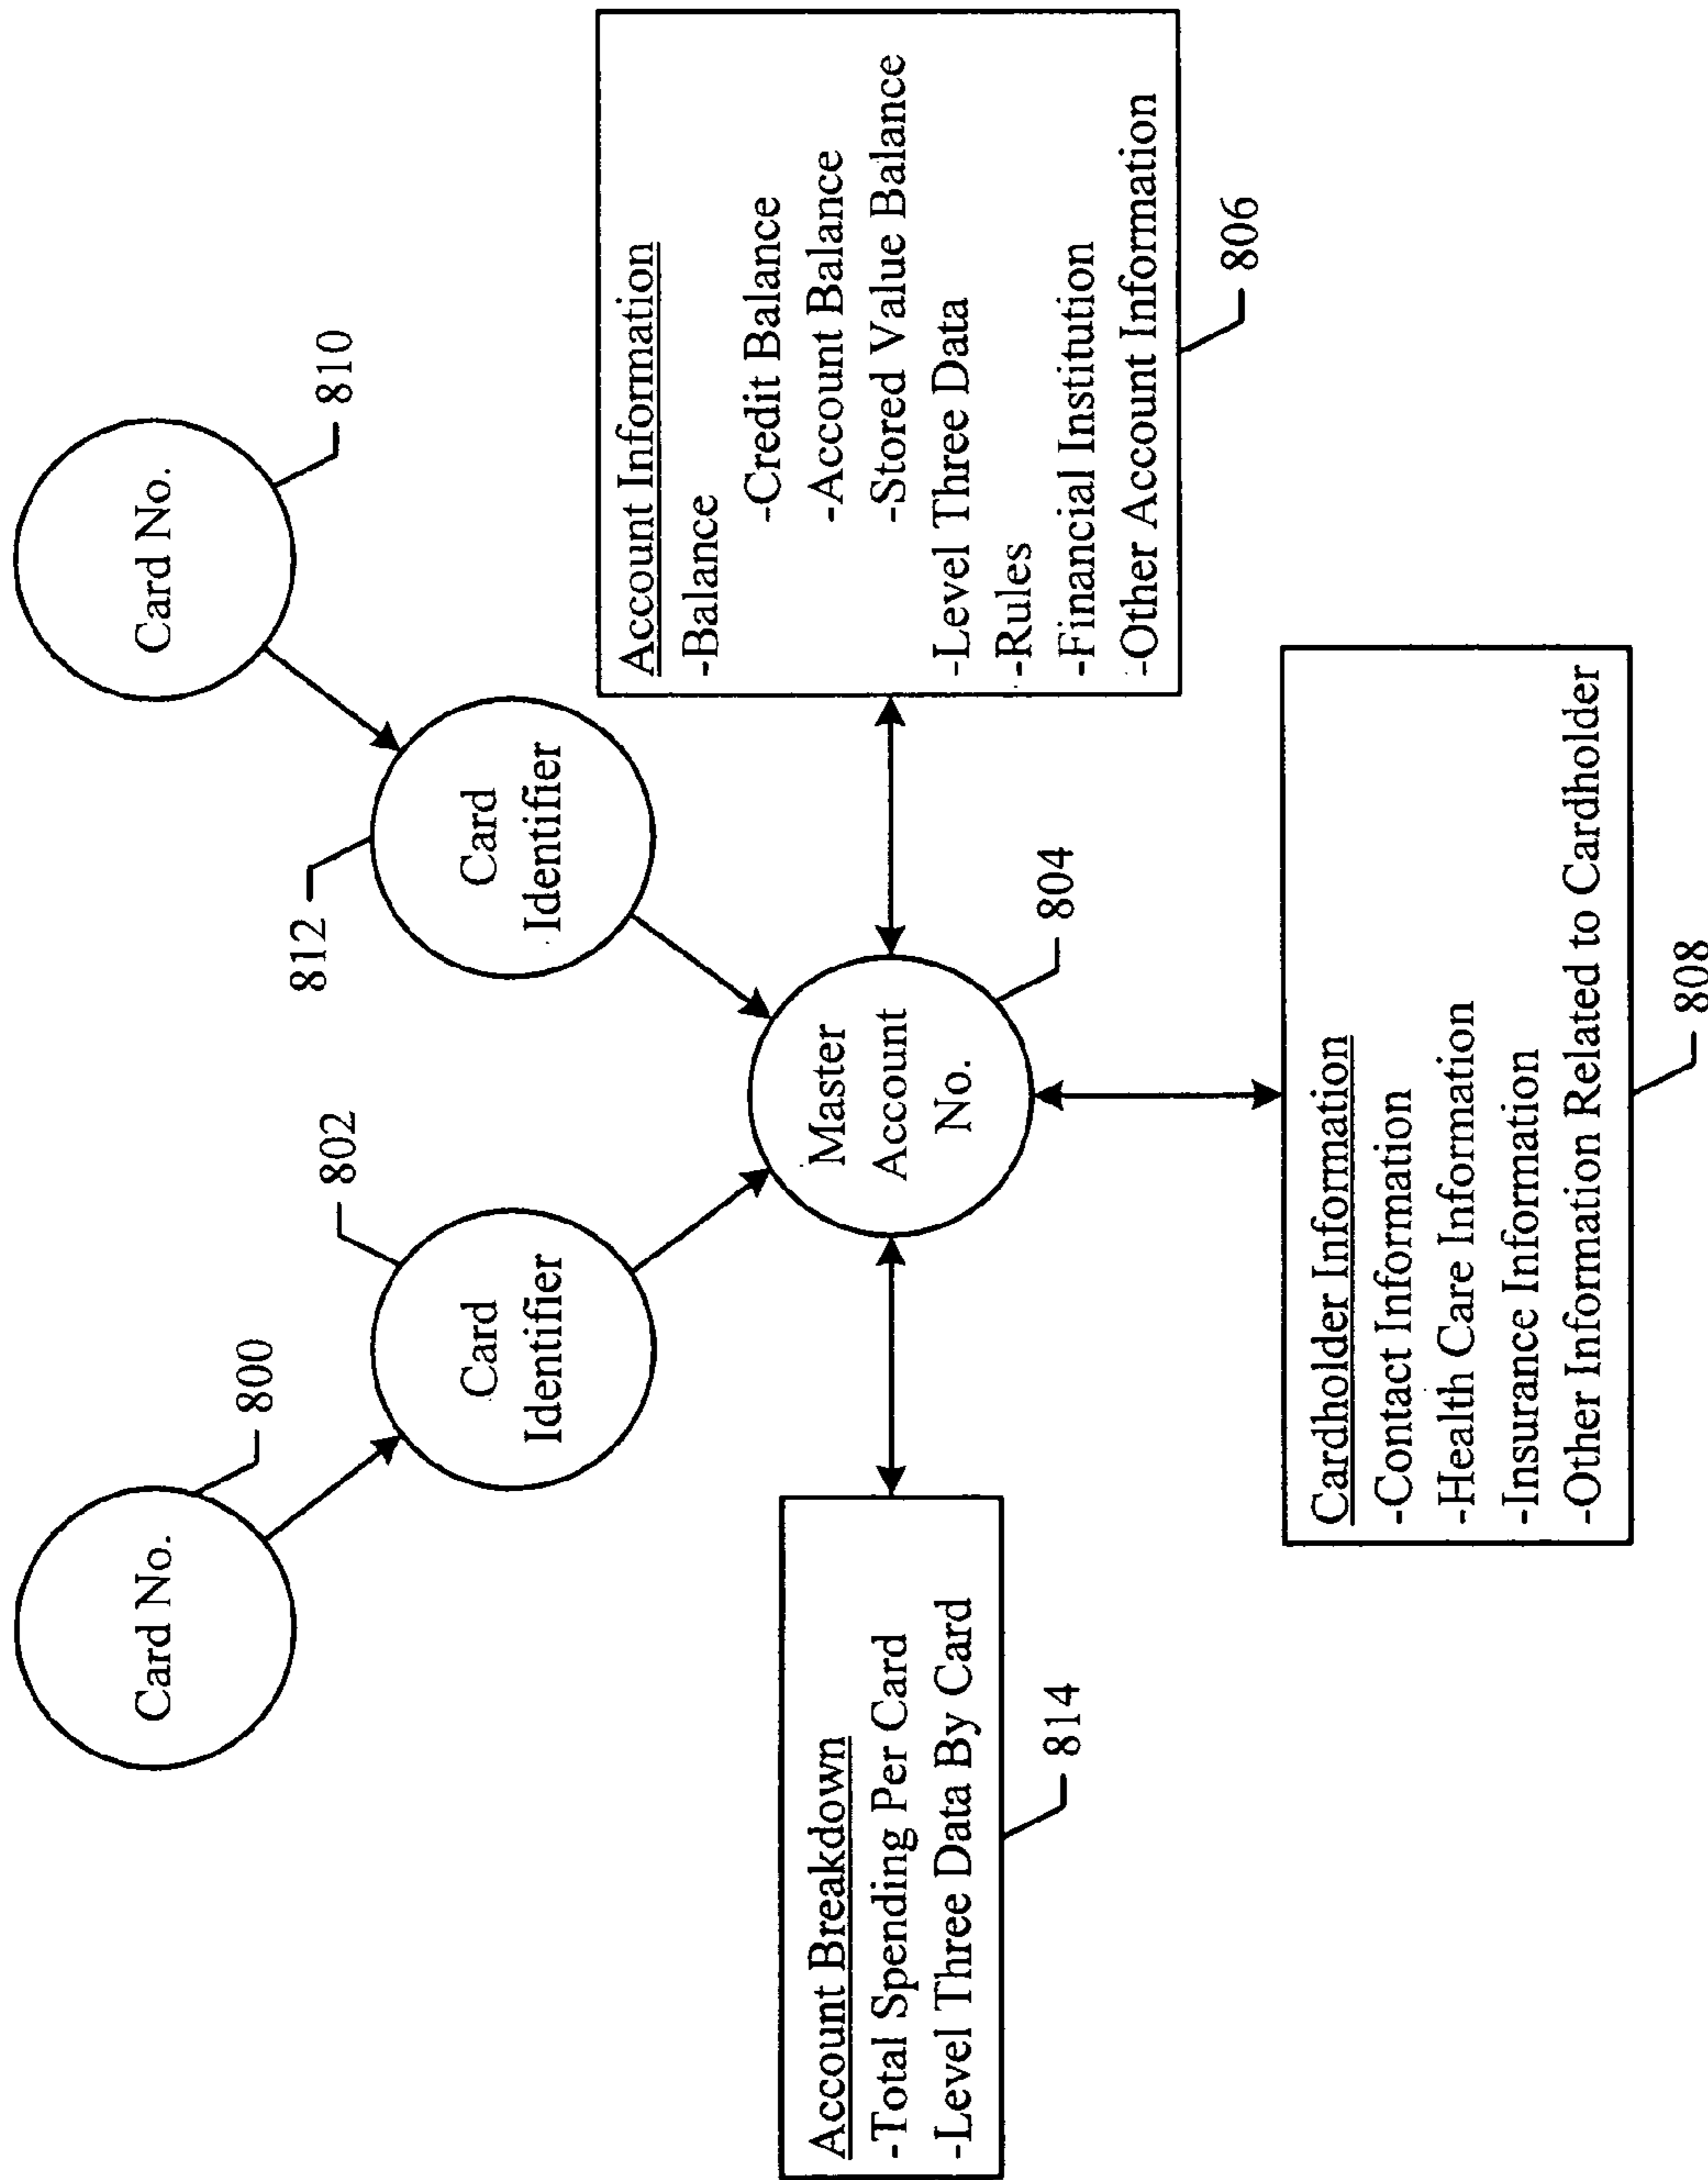 Card No.
800
Card No.
810
Card
Identifier
802
812
Card
Identifier
Master
Account
No.
804
Account Breakdown
-Total Spending Per Card
-Level Three Data By Card
814
Account Information
-Balance
-Credit Balance
-Account Balance
-Stored Value Balance
-Level Three Data
-Rules
-Financial Institution
-Other Account Information
806
Cardholder Information
-Contact Information
-Health Care Information
-Insurance Information
-Other Information Related to Cardholder
808